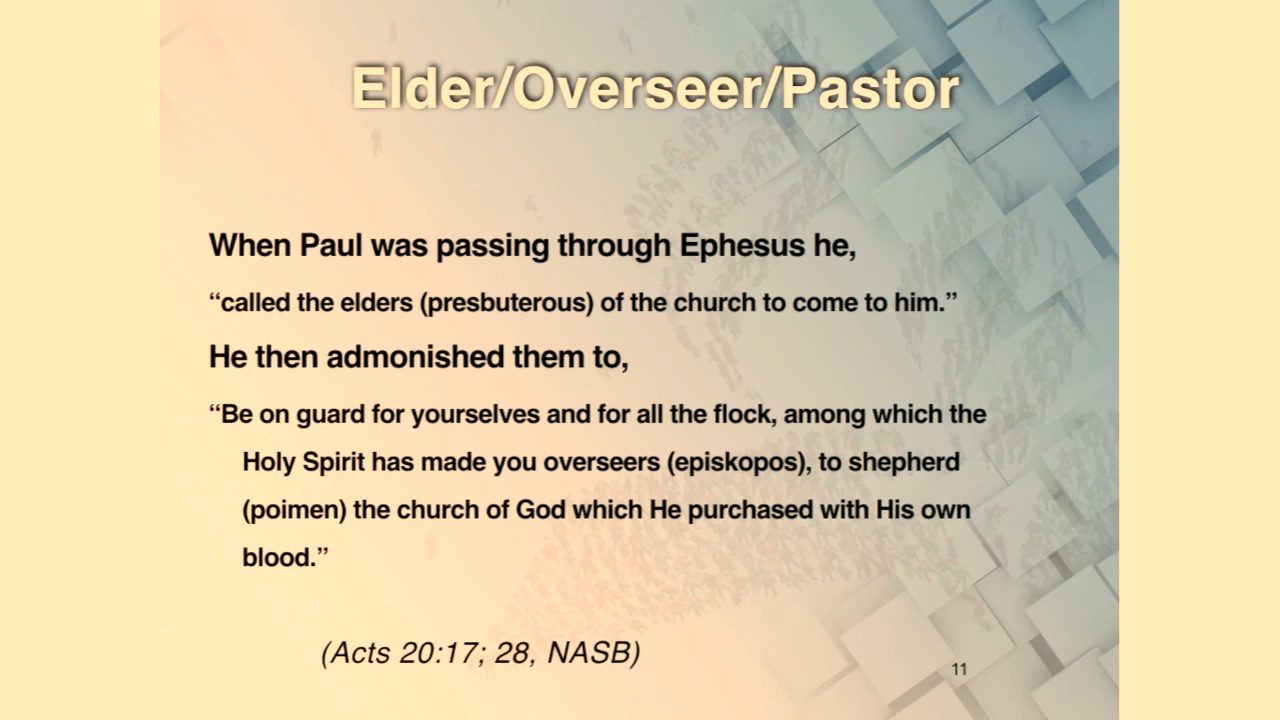 Elder/Overseer/Pastor
When Paul was passing through Ephesus he,
“called the elders (presbuterous) of the church to come to him.”
He then admonished them to,
“Be on guard for yourselves and for all the flock, among which the
Holy Spirit has made you overseers (episkopos), to shepherd
(poimen) the church of God which He purchased with His own
blood.”
(Acts 20:17; 28, NASB)
11